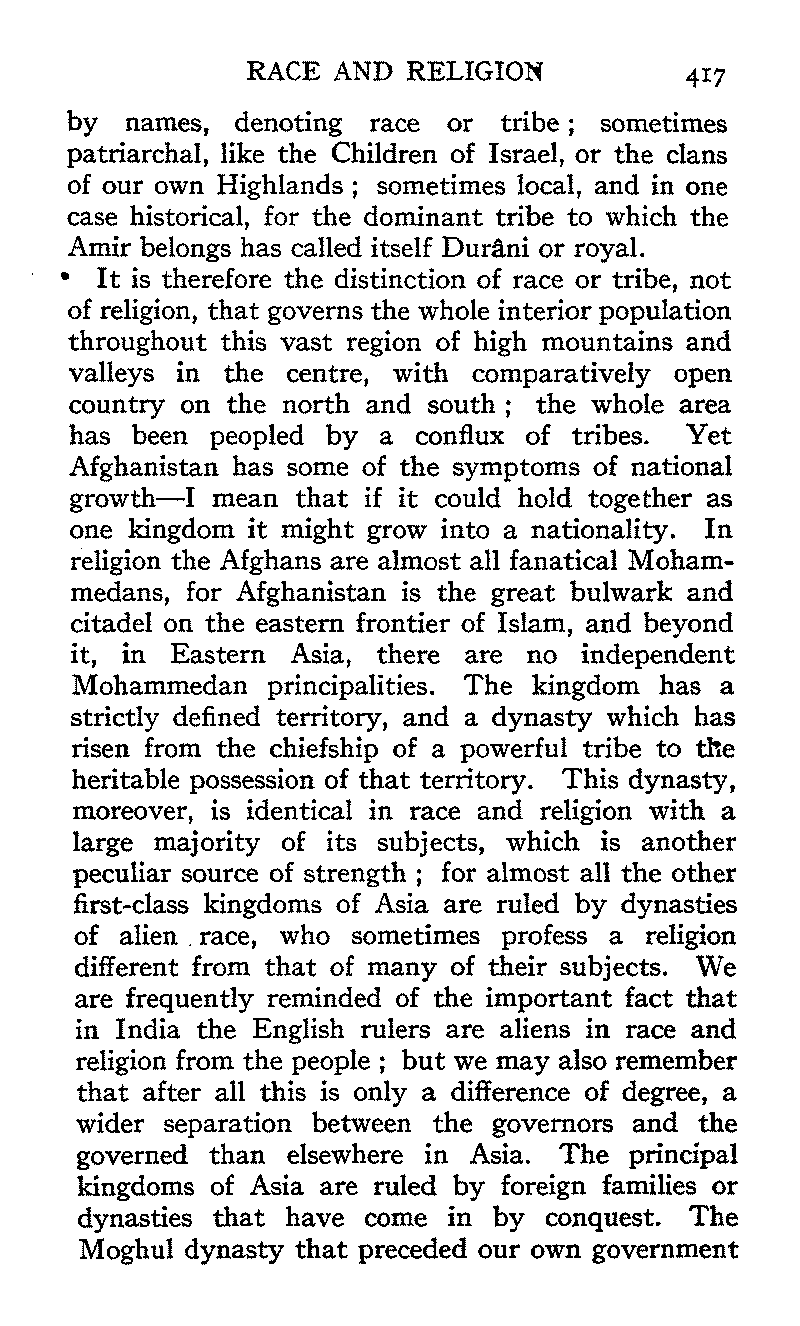 RACE AND RELIGION 417
by names, denoting race or tribe ; sometimes
patriarchal, like the Children of Israel, or the clans
of our own Highlands ; sometimes local, and in one
case historical, for the dominant tribe to which the
Amir belongs has called itself Durâni or royal.
• It is therefore the distinction of race or tribe, not
of religion, that governs the whole interior population
throughout this vast region of high mountains and
valleys in the centre, with comparatively open
country on the north and south ; the whole area
has been peopled by a conflux of tribes. Yet
Afghanistan has some of the symptoms of national
growth—I mean that if it could hold together as
one kingdom it might grow into a nationality. In
religion the Afghans are almost all fanatical Moham-
medans, for Afghanistan is the great bulwark and
citadel on the eastern frontier of Islam, and beyond
it, in Eastern Asia, there are no independent
Mohammedan principalities. The kingdom has a
strictly defined territory, and a dynasty which has
risen from the chiefship of a powerful tribe to the
heritable possession of that territory. This dynasty,
moreover, is identical in race and religion with a
large majority of its subjects, which is another
peculiar source of strength ; for almost all the other
first-class kingdoms of Asia are ruled by dynasties
of alien race, who sometimes profess a religion
different from that of many of their subjects. We
are frequently reminded of the important fact that
in India the English rulers are aliens in race and
religion from the people ; but we may also remember
that after all this is only a difference of degree, a
wider separation between the governors and the
governed than elsewhere in Asia. The principal
kingdoms of Asia are ruled by foreign families or
dynasties that have come in by conquest. The
Moghul dynasty that preceded our own government